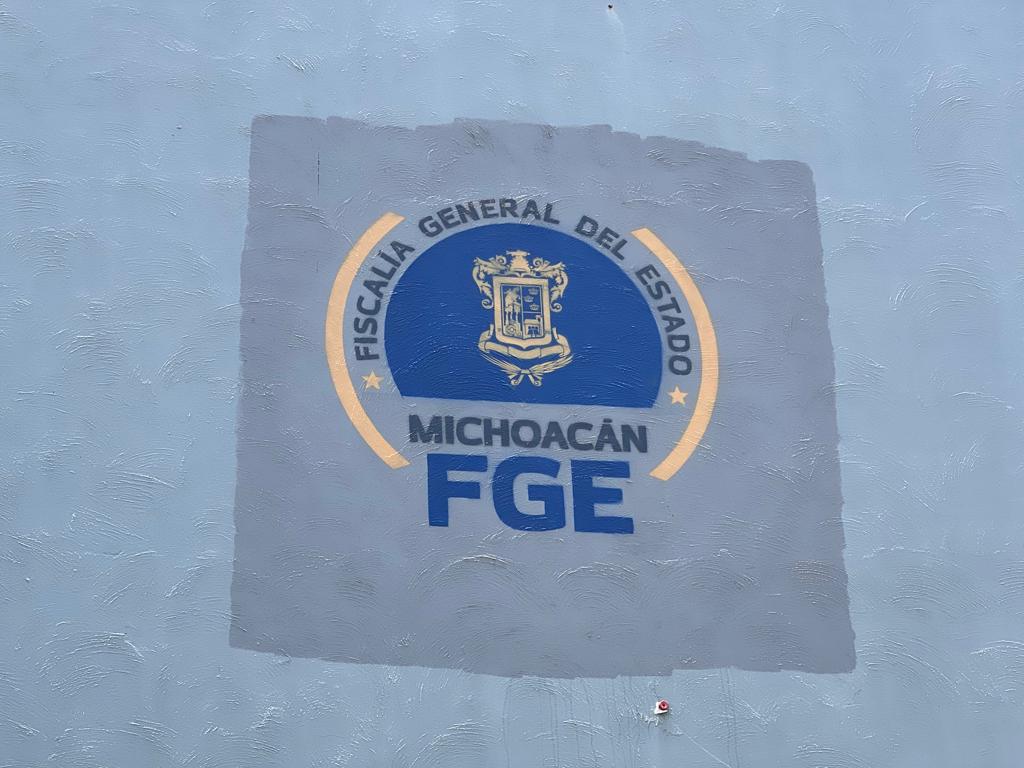 FISCALÍA GENERAL DEL ESTADO
MICHOACÁN
FGE